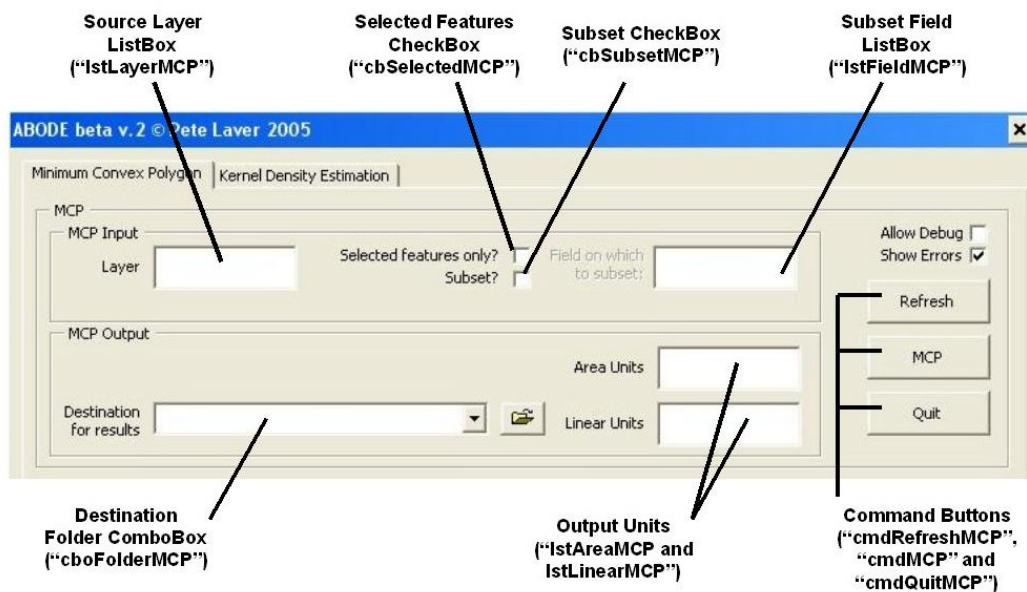 Source Layer
ListBox
(“lstLayerMCP”)
Selected Features
CheckBox
(“cbSelectedMCP”)
Subset CheckBox
(“cbSubsetMCP”)
Subset Field
ListBox
(“lstFieldMCP”)
ABODE beta v.2 © Pete Laver 2005
Minimum Convex Polygon
Kernel Density Estimation
MCP
MCP Input
Layer
Selected features only?
Subset?
Field on which
to subset:
Allow Debug
Show Errors
Refresh
MCP
Quit
MCP Output
Area Units
Destination
for results
Linear Units
Destination
Folder ComboBox
(“cboFolderMCP”)
Output Units
(“lstAreaMCP and
lstLinearMCP”)
Command Buttons
(“cmdRefreshMCP”,
“cmdMCP” and
“cmdQuitMCP”)